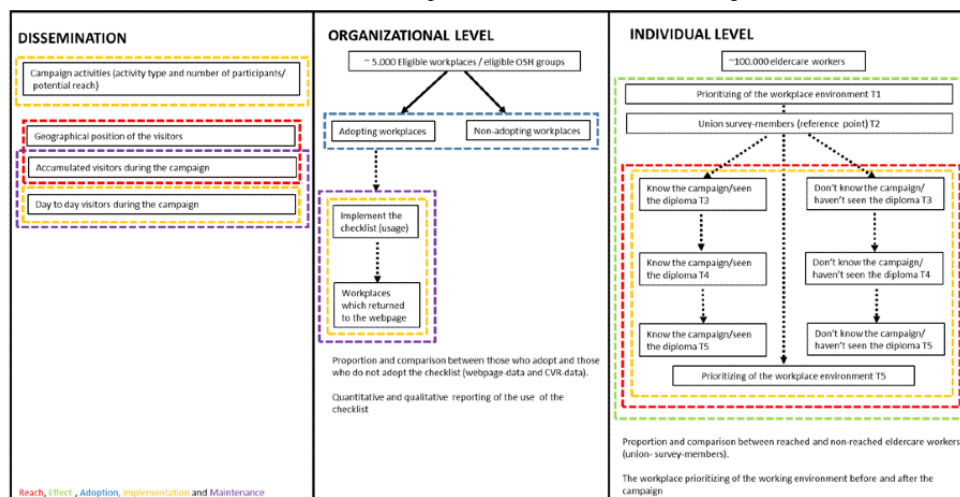 DISSEMINATION
Campaign activities (activity type and number of participants/
potential reach)
Geographical position of the visitors
Accumulated visitors during the campaign
Day to day visitors during the campaign
Reach, Effect , Adoption, Implementation and Maintenance
ORGANIZATIONAL LEVEL
~ 5.000 Eligible workplaces / eligible OSH groups
Adopting workplaces
Non-adopting workplaces
Implement the
checklist (usage)
Workplaces
which returned
to the webpage
Proportion and comparison between those who adopt and those
who do not adopt the checklist (webpage-data and CVR-data).
Quantitative and qualitative reporting of the use of the
checklist
INDIVIDUAL LEVEL
~100.000 eldercare workers
Prioritizing of the workplace environment T1
Union survey-members (reference point) T2
Know the campaign/seen
the diploma T3
Don't know the campaign/
haven't seen the diploma T3
Know the campaign/seen
the diploma T4
Don't know the campaign/
haven't seen the diploma T4
Know the campaign/seen
the diploma T5
Don't know the campaign/
haven't seen the diploma T5
Prioritizing of the workplace environment T5
Proportion and comparison between reached and non-reached eldercare workers
(union- survey-members).
The workplace prioritizing of the working environment before and after the
campaign